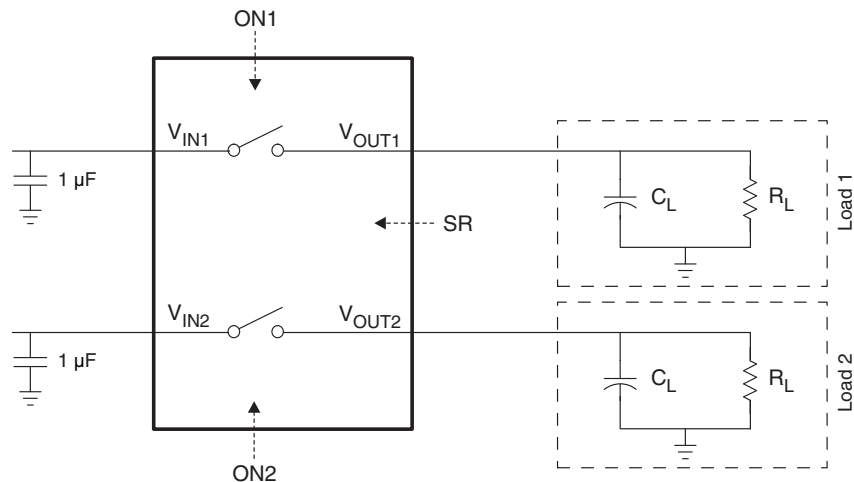 ON1
V_IN1 V_OUT1
1 µF
C_L R_L
Load 1
SR
V_IN2 V_OUT2
1 µF
C_L R_L
Load 2
ON2